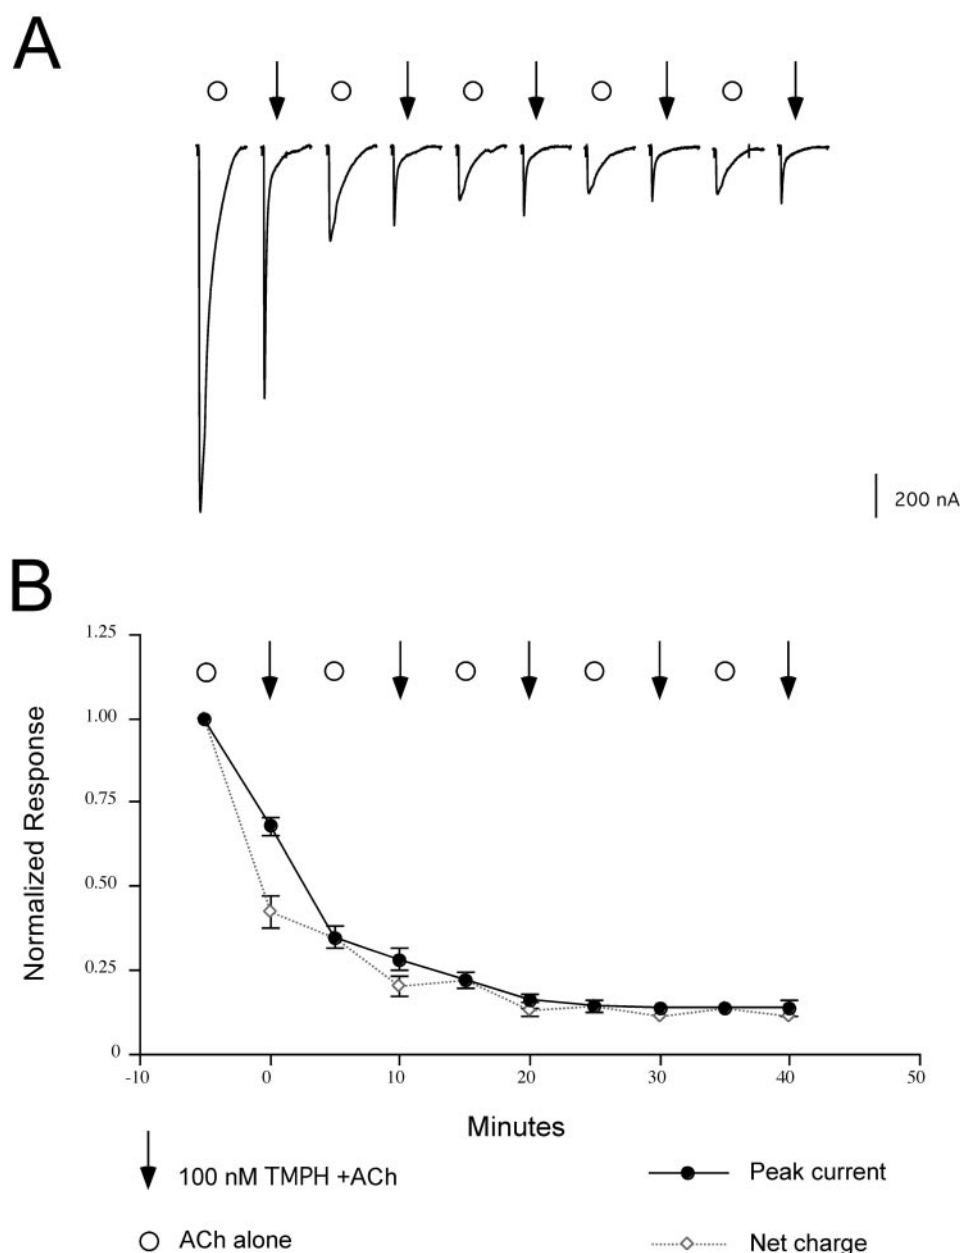 A
200 nA
B
1.25
1.00
0.75
0.50
0.25
0
-10
0
10
20
30
40
50
Normalized Response
Minutes
100 nM TMPH +ACh
Peak current
ACh alone
Net charge